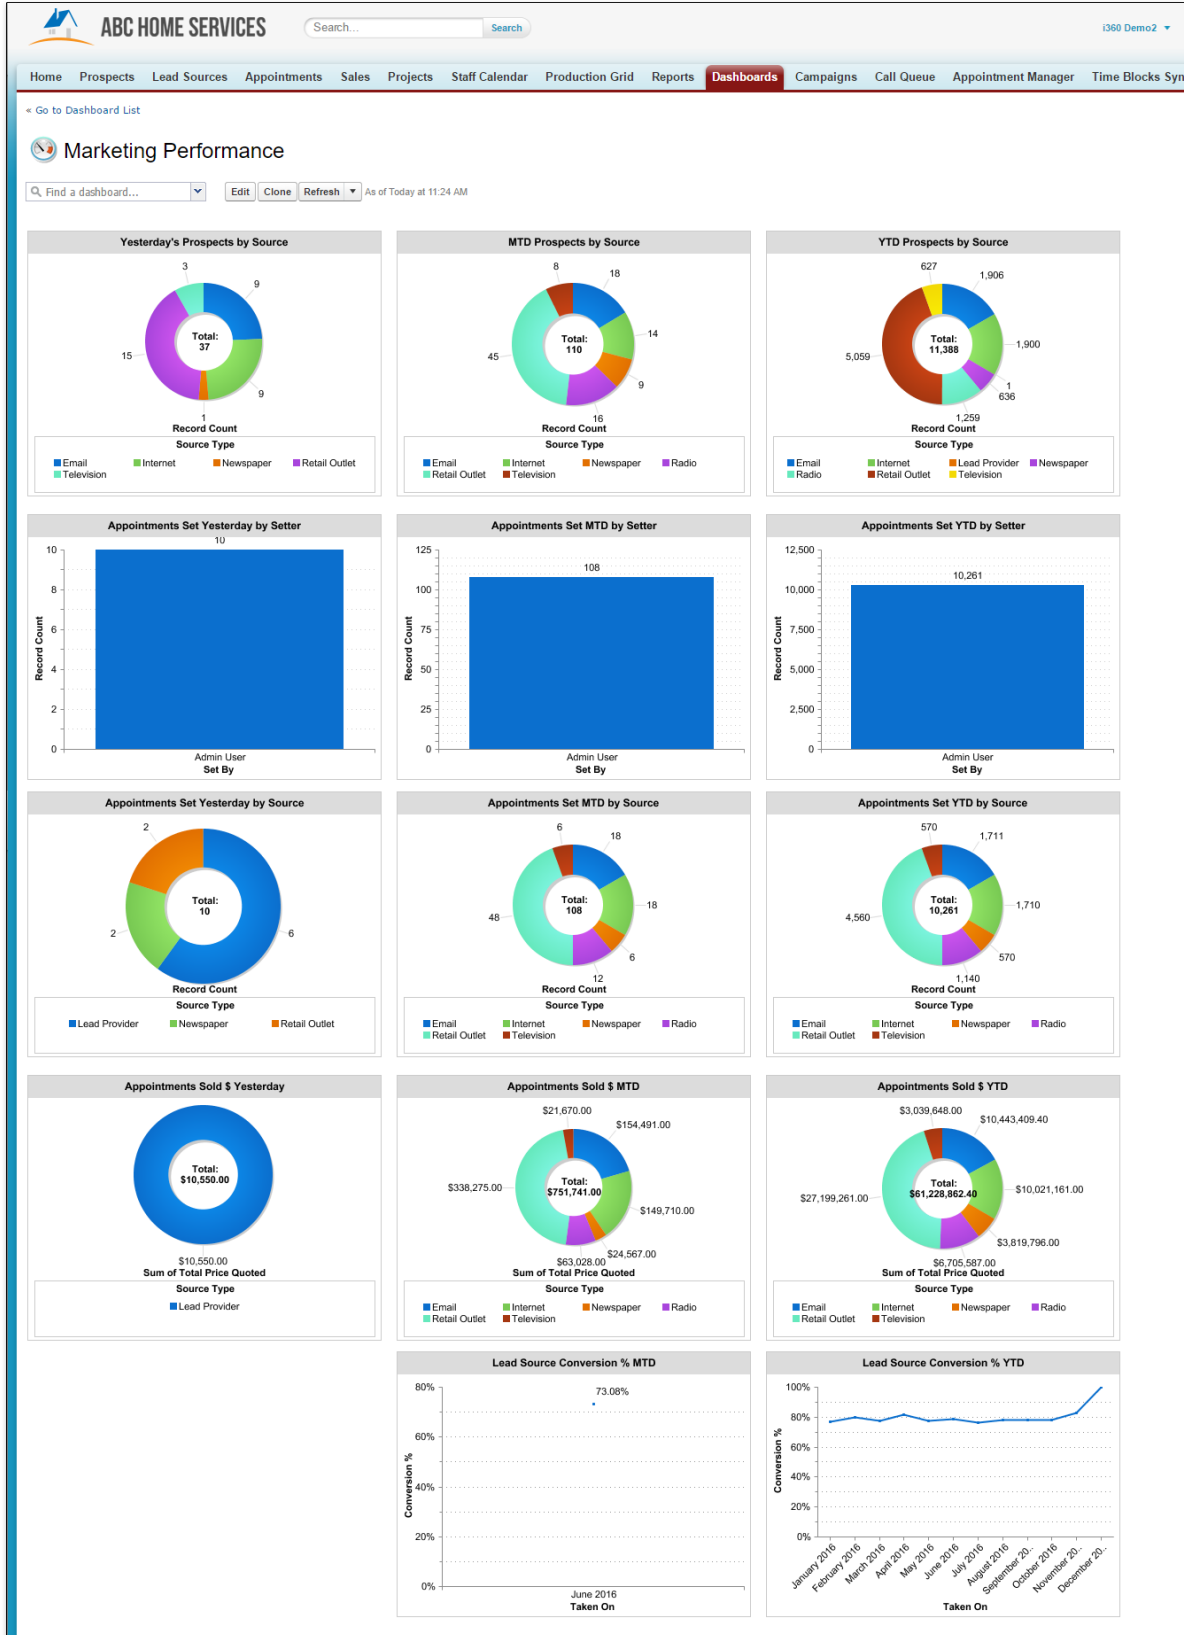 ABC HOME SERVICES
Search...
Search
i360 Demo2
Home Prospects Lead Sources Appointments Sales Projects Staff Calendar Production Grid Reports Dashboards Campaigns Call Queue Appointment Manager Time Blocks Syn
« Go to Dashboard List
Marketing Performance
Find a dashboard...
Edit Clone Refresh As of Today at 11:24 AM
Yesterday's Prospects by Source
3
9
15
Total:
37
9
1
Record Count
Source Type
Email Internet Newspaper Retail Outlet
Television
MTD Prospects by Source
8
18
14
45
Total:
110
9
16
Record Count
Source Type
Email Internet Newspaper Radio
Retail Outlet Television
YTD Prospects by Source
627
1,906
5,059
Total:
11,388
1,900
1
636
1,259
Record Count
Source Type
Email Internet Lead Provider Newspaper
Radio Retail Outlet Television
Appointments Set Yesterday by Setter
10
10
8
6
4
2
0
Record Count
Admin User
Set By
Appointments Set MTD by Setter
125
108
100
75
50
25
0
Record Count
Admin User
Set By
Appointments Set YTD by Setter
12,500
10,261
10,000
7,500
5,000
2,500
0
Record Count
Admin User
Set By
Appointments Set Yesterday by Source
2
Total:
10
2
6
Record Count
Source Type
Lead Provider Newspaper Retail Outlet
Appointments Set MTD by Source
6
18
Total:
108
18
48
6
12
Record Count
Source Type
Email Internet Newspaper Radio
Retail Outlet Television
Appointments Set YTD by Source
570
1,711
Total:
10,261
1,710
4,560
570
1,140
Record Count
Source Type
Email Internet Newspaper Radio
Retail Outlet Television
Appointments Sold $ Yesterday
Total:
$10,550.00
$10,550.00
Sum of Total Price Quoted
Source Type
Lead Provider
Appointments Sold $ MTD
$21,670.00
$154,491.00
Total:
$751,741.00
$338,275.00
$149,710.00
$24,567.00
$63,028.00
Sum of Total Price Quoted
Source Type
Email Internet Newspaper Radio
Retail Outlet Television
Appointments Sold $ YTD
$3,039,648.00
$10,443,409.40
Total:
$61,228,862.40
$27,199,261.00
$10,021,161.00
$3,819,796.00
$6,705,587.00
Sum of Total Price Quoted
Source Type
Email Internet Newspaper Radio
Retail Outlet Television
Lead Source Conversion % MTD
80%
73.08%
60%
40%
20%
0%
Conversion %
June 2016
Taken On
Lead Source Conversion % YTD
100%
80%
60%
40%
20%
0%
Conversion %
January 2016
February 2016
March 2016
April 2016
May 2016
June 2016
July 2016
August 2016
September 20..
October 2016
November 20..
December 20..
Taken On